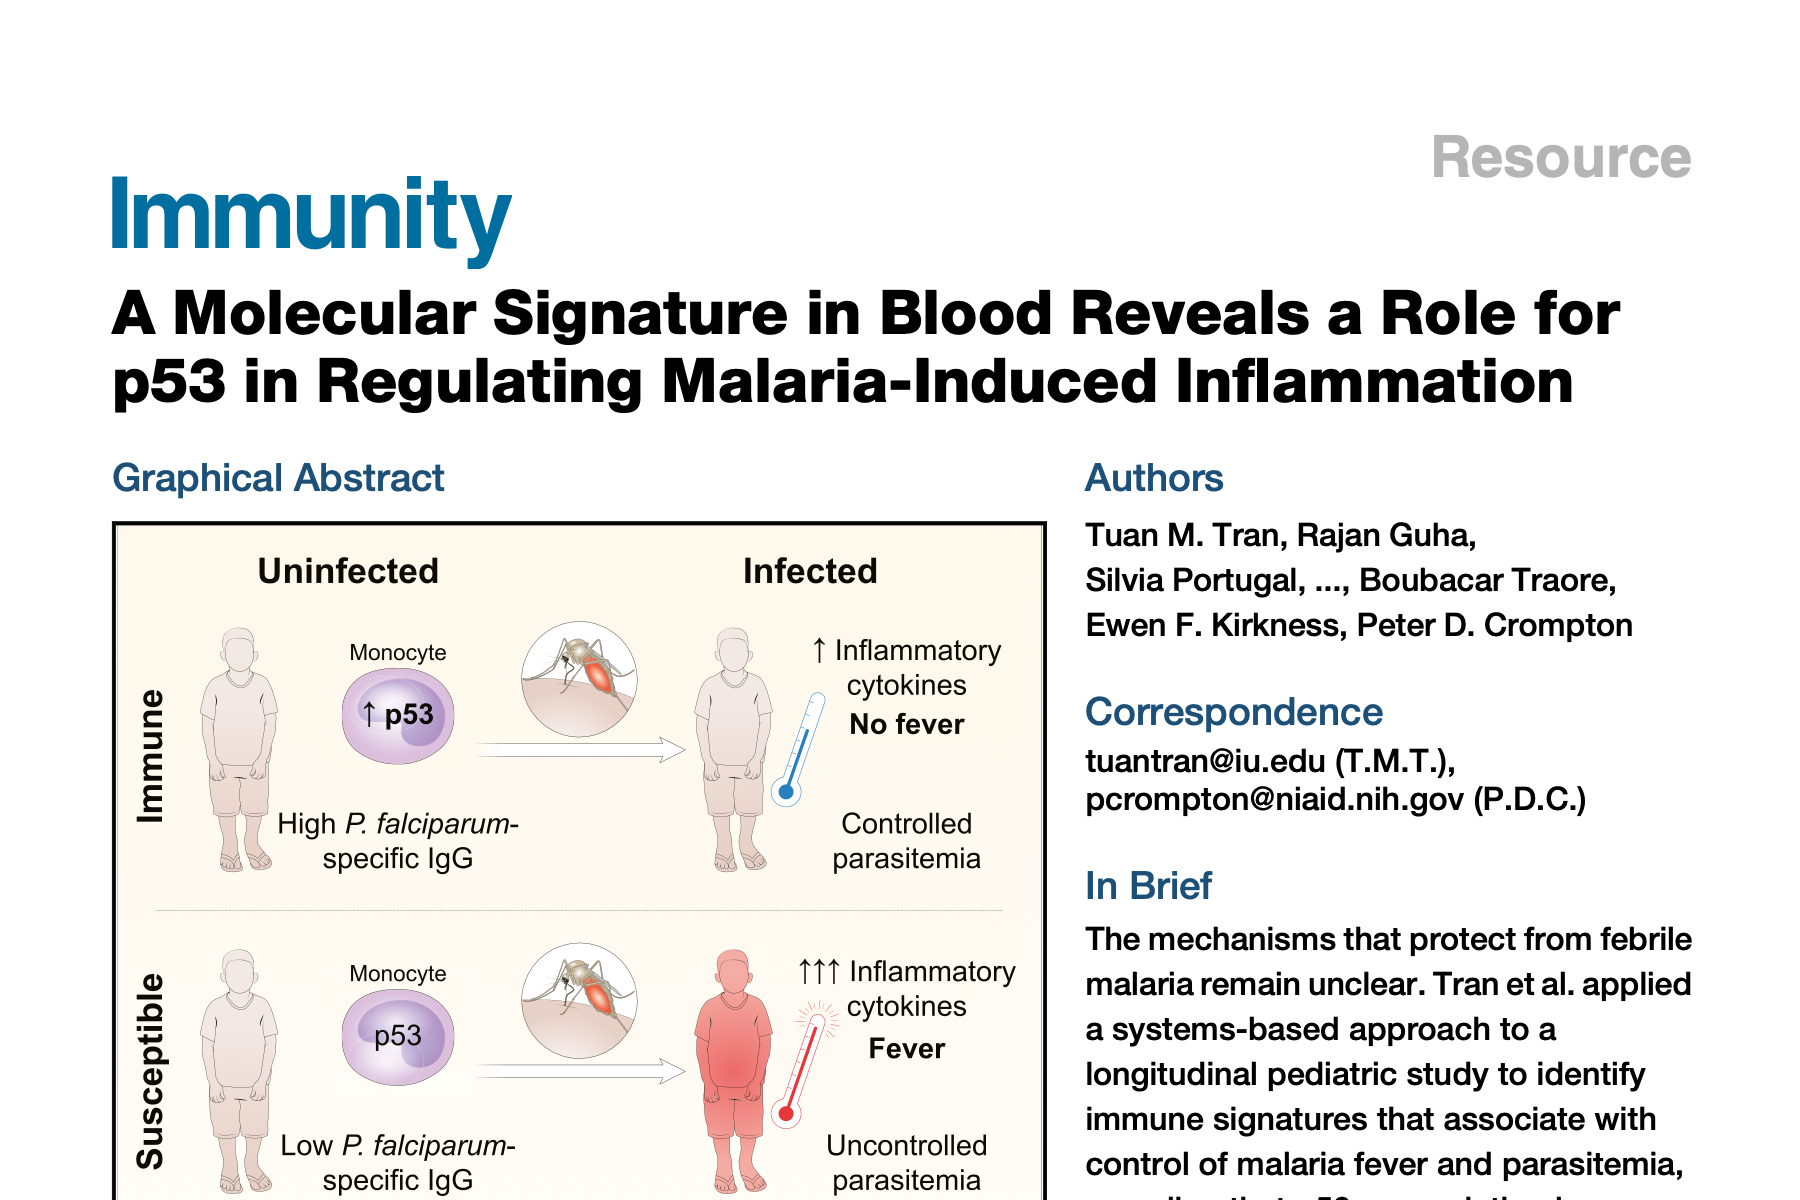 Resource
Immunity
A Molecular Signature in Blood Reveals a Role for
p53 in Regulating Malaria-Induced Inflammation
Graphical Abstract
Uninfected
Infected
Immune
Monocyte
↑ p53
High P. falciparum-
specific IgG
↑ Inflammatory
cytokines
No fever
Controlled
parasitemia
Susceptible
Monocyte
p53
Low P. falciparum-
specific IgG
↑↑↑ Inflammatory
cytokines
Fever
Uncontrolled
parasitemia
Authors
Tuan M. Tran, Rajan Guha,
Silvia Portugal, ..., Boubacar Traore,
Ewen F. Kirkness, Peter D. Crompton
Correspondence
tuantran@iu.edu (T.M.T.),
pcrompton@niaid.nih.gov (P.D.C.)
In Brief
The mechanisms that protect from febrile
malaria remain unclear. Tran et al. applied
a systems-based approach to a
longitudinal pediatric study to identify
immune signatures that associate with
control of malaria fever and parasitemia,